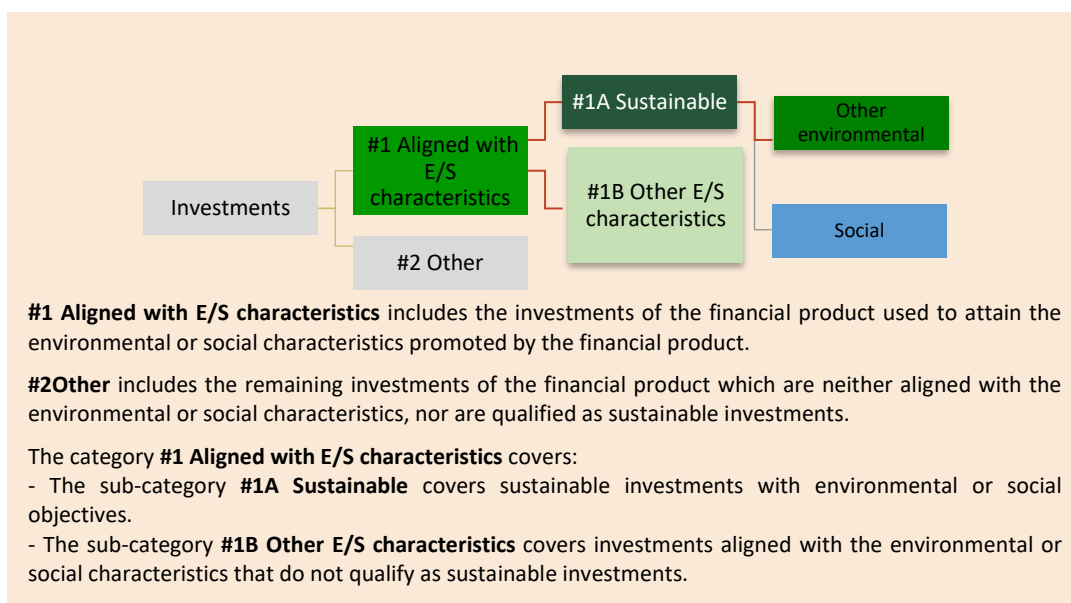 #1A Sustainable
Other
environmental
#1 Aligned with
E/S
characteristics
#1B Other E/S
characteristics
Investments
Social
#2 Other
#1 Aligned with E/S characteristics includes the investments of the financial product used to attain the
environmental or social characteristics promoted by the financial product.
#2Other includes the remaining investments of the financial product which are neither aligned with the
environmental or social characteristics, nor are qualified as sustainable investments.
The category #1 Aligned with E/S characteristics covers:
- The sub-category #1A Sustainable covers sustainable investments with environmental or social
objectives.
- The sub-category #1B Other E/S characteristics covers investments aligned with the environmental or
social characteristics that do not qualify as sustainable investments.